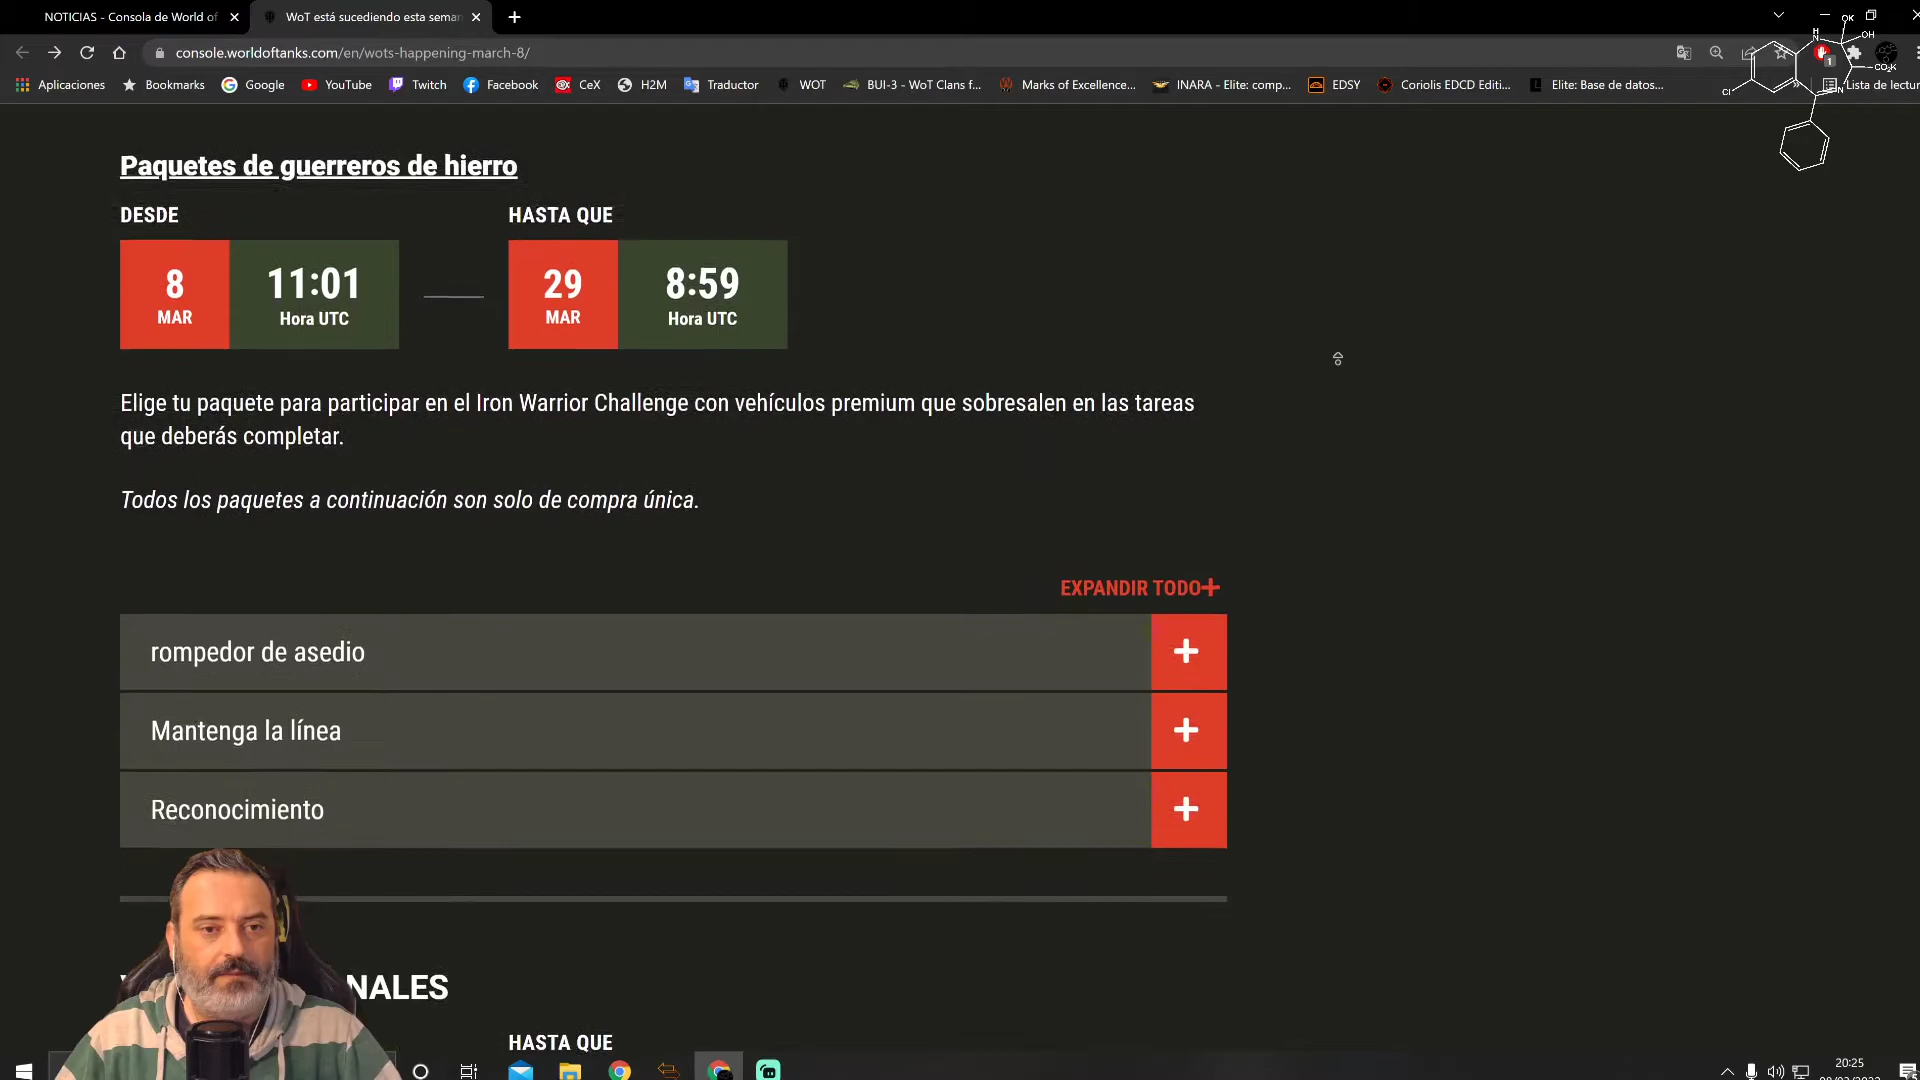 NOTICIAS - Consola de World of
WoT está sucediendo esta seman
console.worldoftanks.com/en/wots-happening-march-8/
Aplicaciones
Bookmarks
Google
YouTube
Twitch
Facebook
CeX
H2M
Traductor
WOT
BUI-3 - WoT Clans f...
Marks of Excellence...
INARA - Elite: comp...
EDSY
Coriolis EDCD Editi...
Elite: Base de datos...
»
Lista de lectur
OK
OH
H
N
CO₂K
N
Cl
1
Paquetes de guerreros de hierro
DESDE
HASTA QUE
8
MAR
11:01
Hora UTC
29
MAR
8:59
Hora UTC
Elige tu paquete para participar en el Iron Warrior Challenge con vehículos premium que sobresalen en las tareas
que deberás completar.
Todos los paquetes a continuación son solo de compra única.
EXPANDIR TODO+
rompedor de asedio
Mantenga la línea
Reconocimiento
NALES
HASTA QUE
20:25